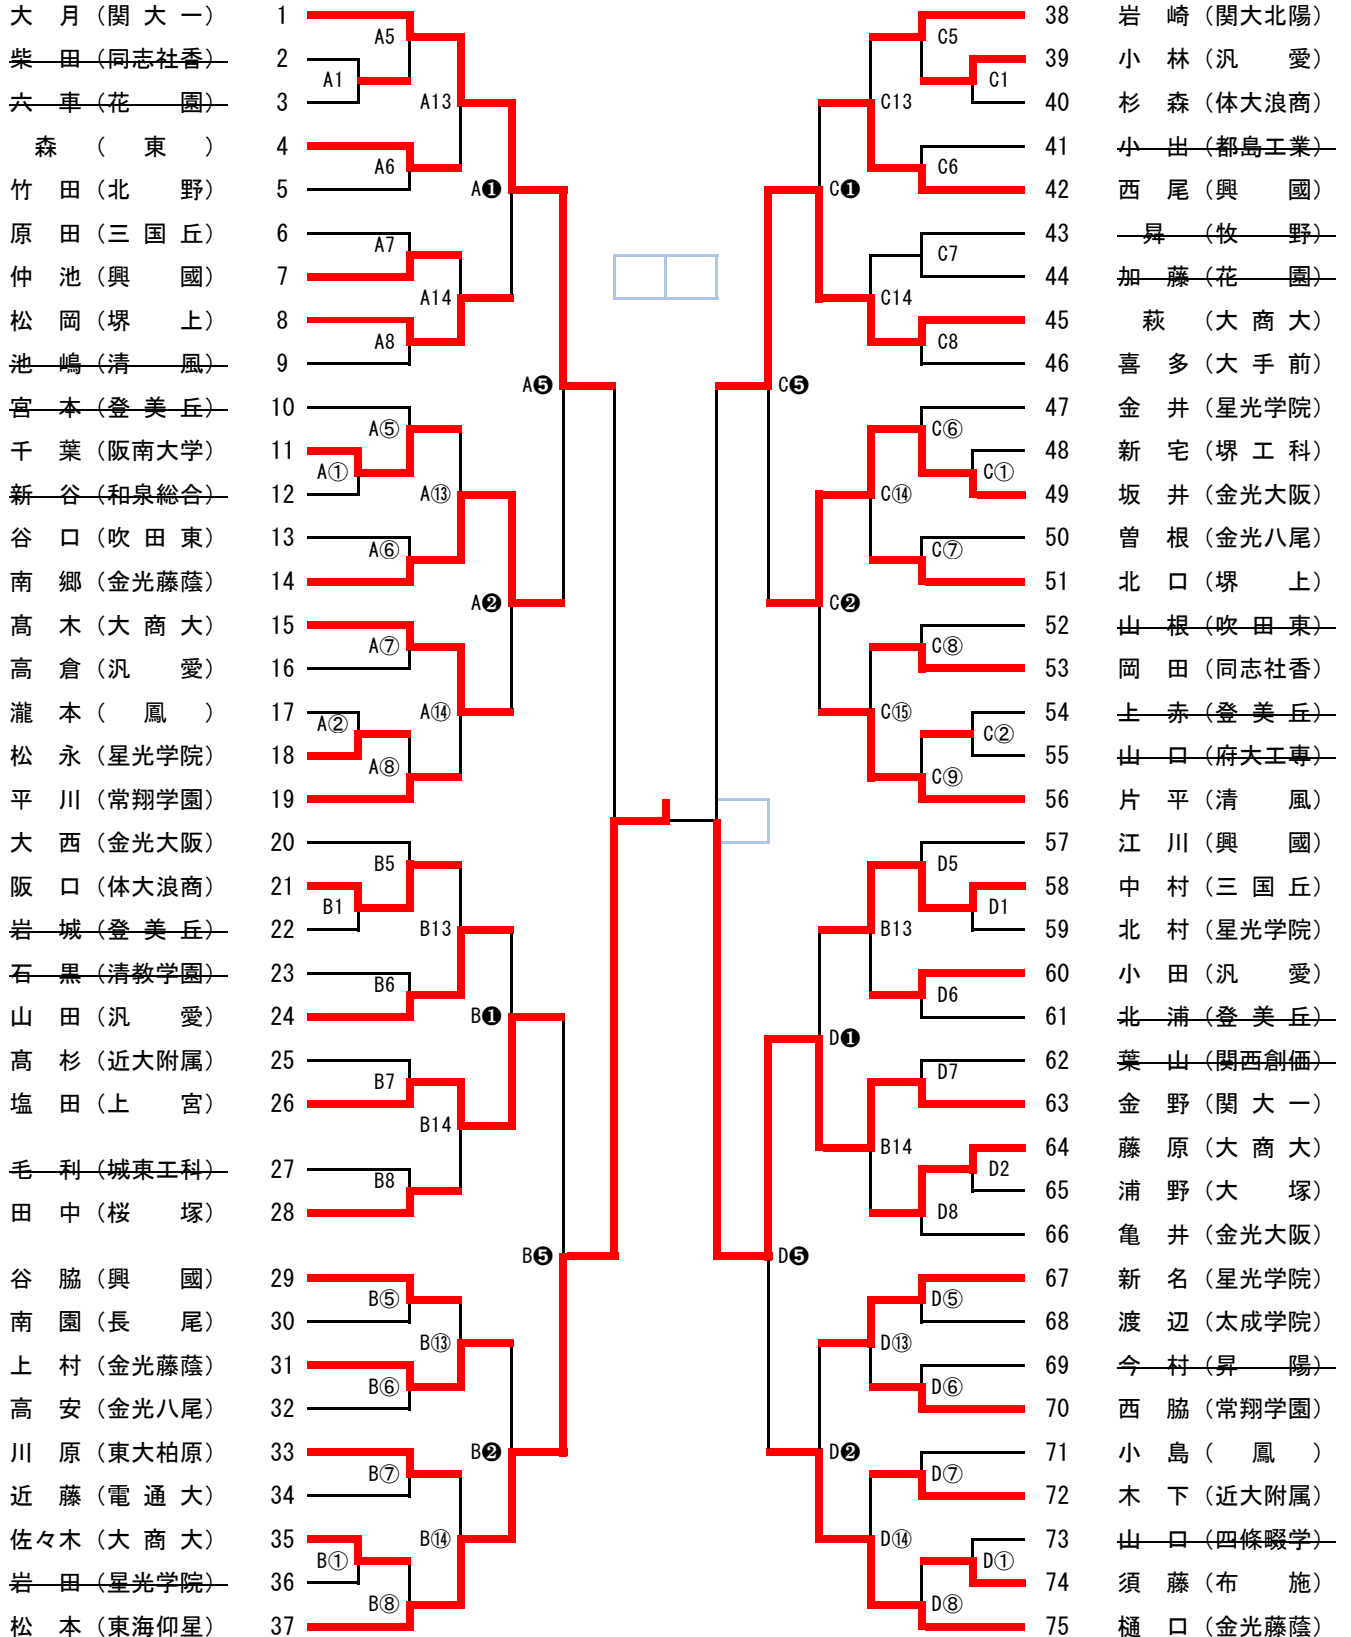 大 月（関 大 一） 1
柴 田（同志社香） 2
六 車（花 園） 3
森 （ 東 ） 4
竹 田（北 野） 5
原 田（三 国 丘） 6
仲 池（興 國） 7
松 岡（堺 上） 8
池 嶋（清 風） 9
宮 本（登 美 丘） 10
千 葉（阪南大学） 11
新 谷（和泉総合） 12
谷 口（吹 田 東） 13
南 郷（金光藤蔭） 14
髙 木（大 商 大） 15
高 倉（汎 愛） 16
瀧 本（ 鳳 ） 17
松 永（星光学院） 18
平 川（常翔学園） 19
大 西（金光大阪） 20
阪 口（体大浪商） 21
岩 城（登 美 丘） 22
石 黒（清教学園） 23
山 田（汎 愛） 24
髙 杉（近大附属） 25
塩 田（上 宮） 26
毛 利（城東工科） 27
田 中（桜 塚） 28
谷 脇（興 國） 29
南 園（長 尾） 30
上 村（金光藤蔭） 31
高 安（金光八尾） 32
川 原（東大柏原） 33
近 藤（電 通 大） 34
佐々木（大 商 大） 35
岩 田（星光学院） 36
松 本（東海仰星） 37
A5
A1
A13
A6
A❶
A7
A14
A8
A❺
A⑤
A①
A⑬
A⑥
A❷
A⑦
A⑭
A②
A⑧
B5
B1
B13
B6
B❶
B7
B14
B8
B❺
B⑤
B⑬
B⑥
B❷
B⑦
B⑭
B①
B⑧
C5
C1
C13
C6
C❶
C7
C14
C8
C❺
C⑥
C①
C⑭
C⑦
C❷
C⑧
C⑮
C②
C⑨
D5
D1
B13
D6
D❶
D7
B14
D2
D8
D❺
D⑤
D⑬
D⑥
D❷
D⑦
D⑭
D①
D⑧
38 岩 崎（関大北陽）
39 小 林（汎 愛）
40 杉 森（体大浪商）
41 小 出（都島工業）
42 西 尾（興 國）
43 昇 （牧 野）
44 加 藤（花 園）
45 萩 （大 商 大）
46 喜 多（大 手 前）
47 金 井（星光学院）
48 新 宅（堺 工 科）
49 坂 井（金光大阪）
50 曽 根（金光八尾）
51 北 口（堺 上）
52 山 根（吹 田 東）
53 岡 田（同志社香）
54 上 赤（登 美 丘）
55 山 口（府大工専）
56 片 平（清 風）
57 江 川（興 國）
58 中 村（三 国 丘）
59 北 村（星光学院）
60 小 田（汎 愛）
61 北 浦（登 美 丘）
62 葉 山（関西創価）
63 金 野（関 大 一）
64 藤 原（大 商 大）
65 浦 野（大 塚）
66 亀 井（金光大阪）
67 新 名（星光学院）
68 渡 辺（太成学院）
69 今 村（昇 陽）
70 西 脇（常翔学園）
71 小 島（ 鳳 ）
72 木 下（近大附属）
73 山 口（四條畷学）
74 須 藤（布 施）
75 樋 口（金光藤蔭）